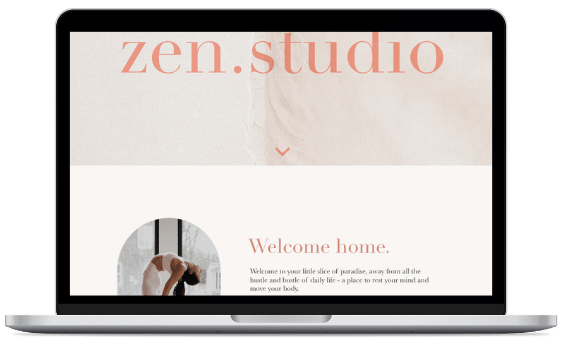 zen.studio
Welcome home.
Welcome to your little slice of paradise, away from all the
hustle and bustle of daily life - a place to rest your mind and
move your body.